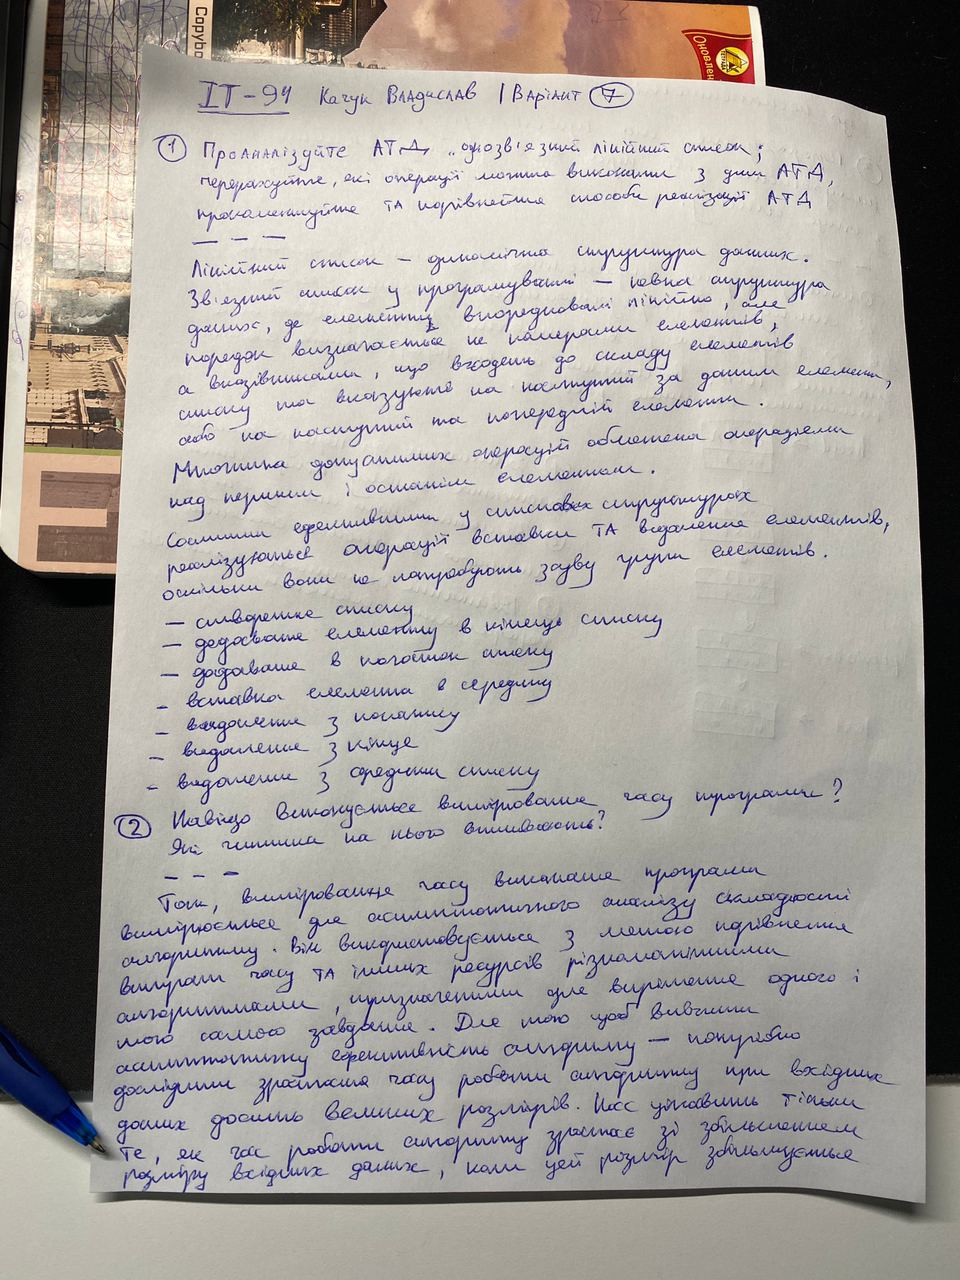 Сорубо
Оновлен
ІТ-94 Качук Владислав | Варіант 7
1 Проаналізуйте АТД "однозв'язний лінійний список";
перерахуйте, які операції можна виконати з цим АТД,
прокоментуйте ТА порівняйте способи реалізації АТД
— — —
Лінійний список – динамічна структура даних.
Зв'язний список у програмуванні – певна структура
даних, де елементи впорядковані лінійно, але
порядок визначається не номерами елементів,
а вказівниками, що входять до складу елементів
списку та вказують на наступний за даним елемент,
або на наступний та попередній елементи.
Множина допустимих операцій обмежена операціями
над першим і останнім елементами.
Самими ефективними у спискових структурах
реалізуються операції вставки ТА видалення елементів,
оскільки вони не потребують зсуву групи елементів.
— створення списку
— додавання елементу в кінець списку
— додавання в початок списку
- вставка елемента в середину
- видалення з початку
- видалення з кінця
- видалення з середини списку
2 Навіщо виконується вимірювання часу програми?
Які чинники на нього впливають?
— — —
Тож, вимірювання часу виконання програми
вимірюється для асимптотичного аналізу складності
алгоритму. Він використовується з метою порівняння
витрати часу ТА інших ресурсів різноманітними
алгоритмами, призначеними для вирішення одного і
того самого завдання. Для того щоб вивчити
асимптотичну ефективність алгоритму – потрібно
дослідити зростання часу роботи алгоритму при вхідних
даних досить великих розмірів. Нас цікавить тільки
те, як час роботи алгоритму зростає зі збільшенням
розміру вхідних даних, коли цей розмір збільшується